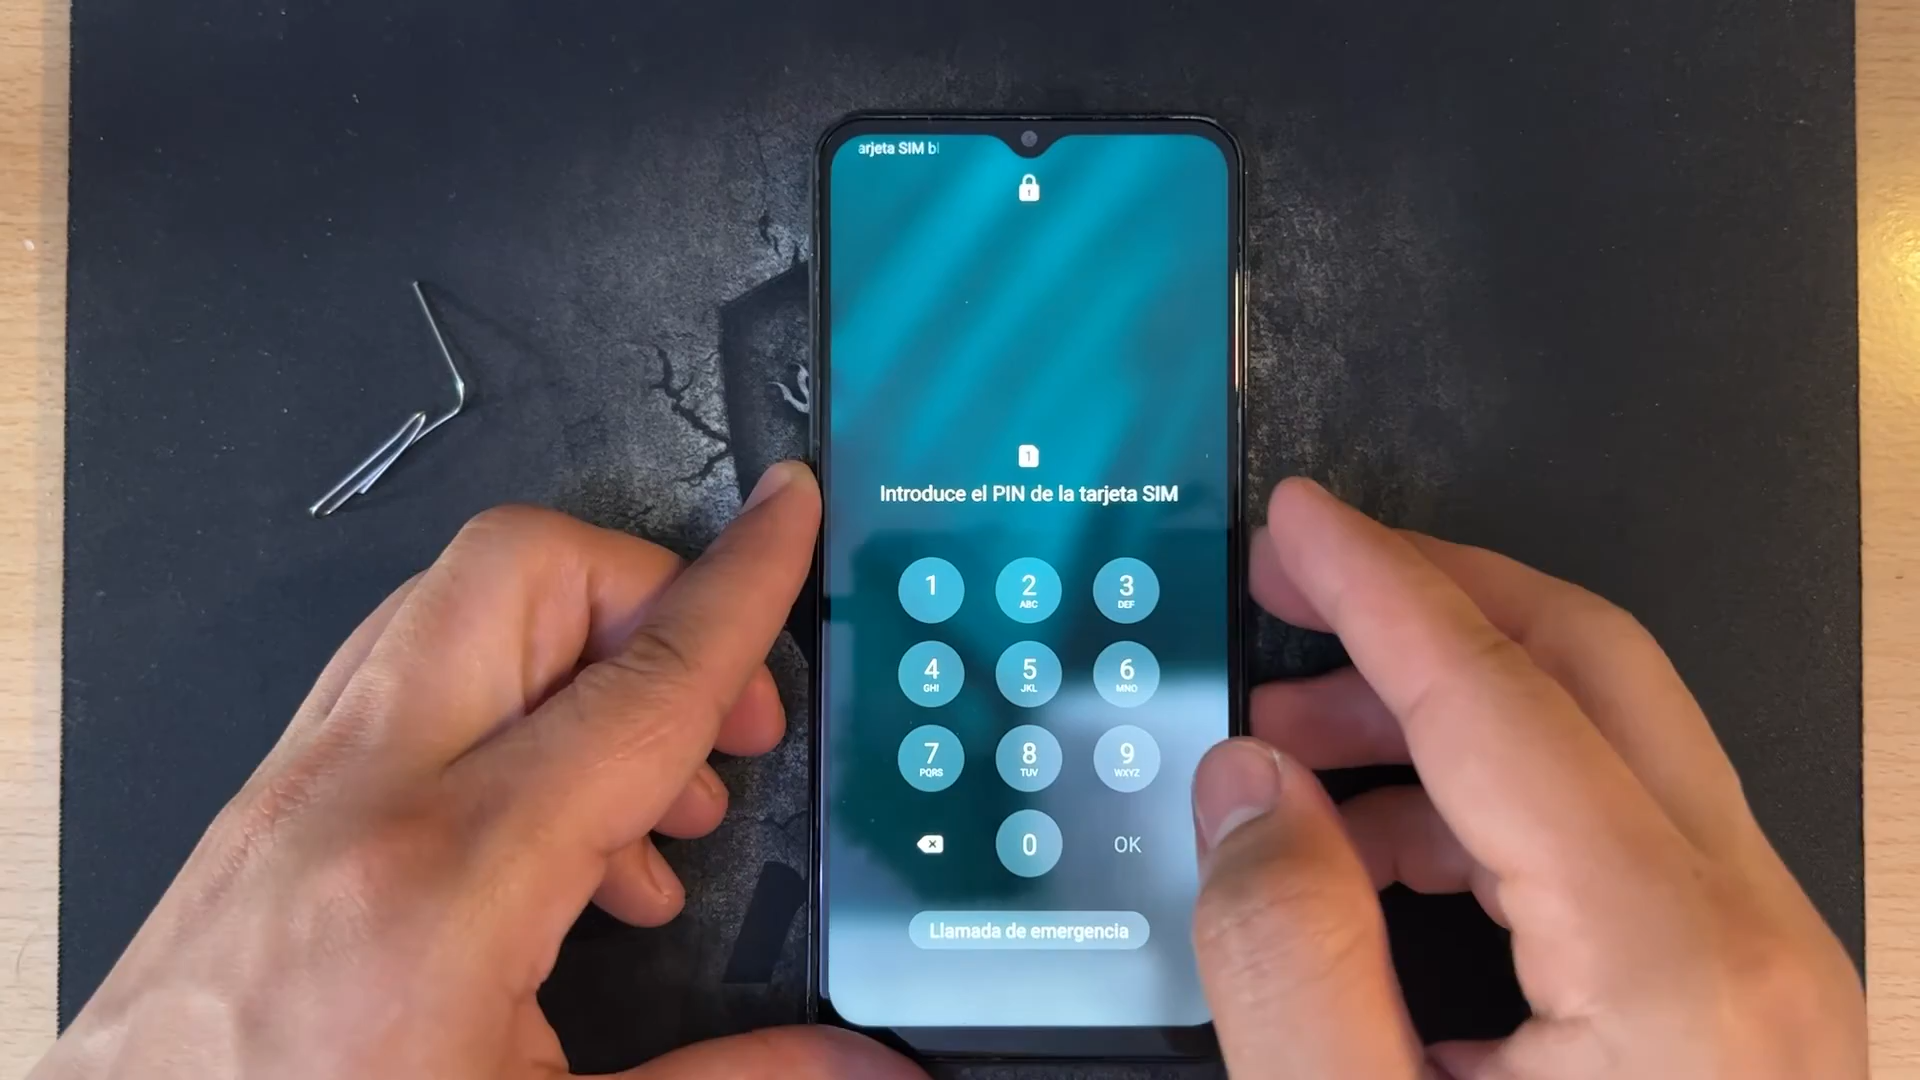 arjeta SIM bl
1
Introduce el PIN de la tarjeta SIM
1 2 ABC 3 DEF
4 GHI 5 JKL 6 MNO
7 PQRS 8 TUV 9 WXYZ
0 OK
Llamada de emergencia